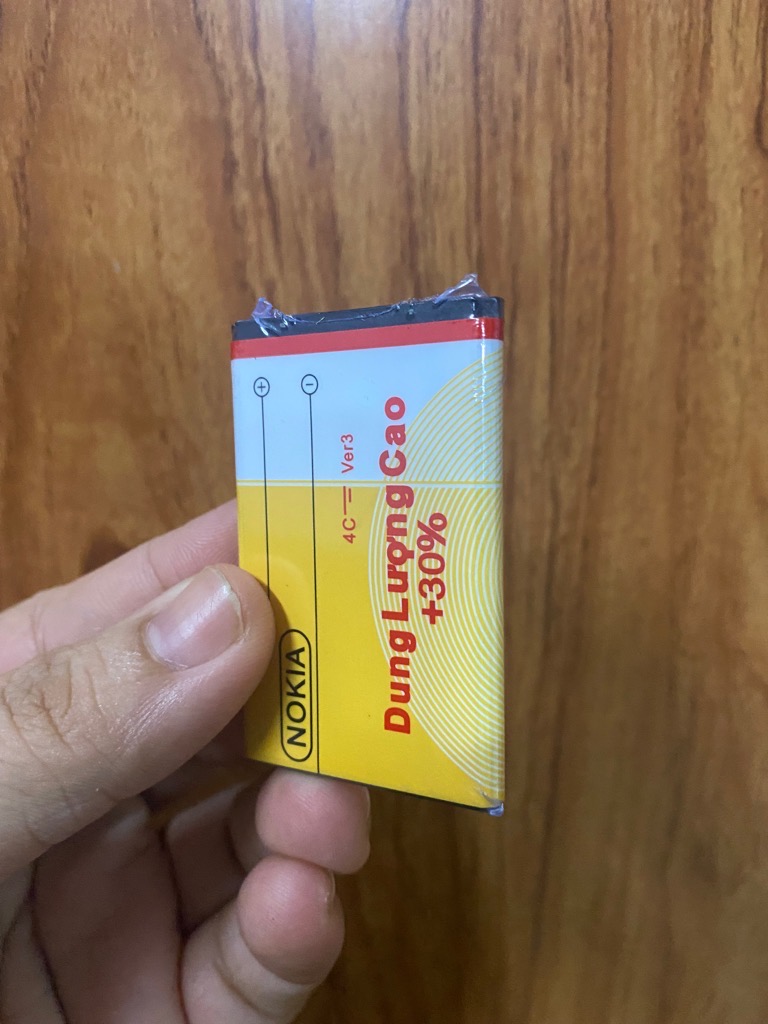 NOKIA
4C Ver3
Dung Lượng Cao
+30%